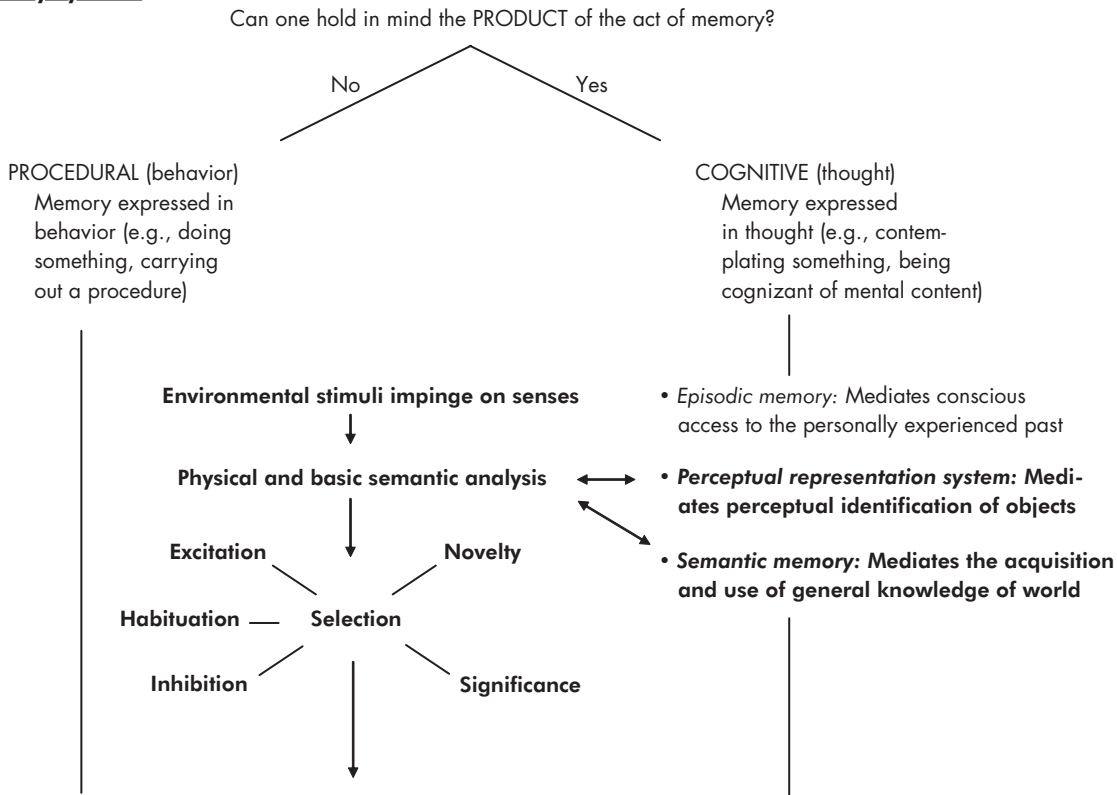 Can one hold in mind the PRODUCT of the act of memory?
No
Yes
PROCEDURAL (behavior)
Memory expressed in
behavior (e.g., doing
something, carrying
out a procedure)
COGNITIVE (thought)
Memory expressed
in thought (e.g., contem-
plating something, being
cognizant of mental content)
Environmental stimuli impinge on senses
• Episodic memory: Mediates conscious
access to the personally experienced past
Physical and basic semantic analysis
• Perceptual representation system: Medi-
ates perceptual identification of objects
Excitation
Novelty
• Semantic memory: Mediates the acquisition
and use of general knowledge of world
Habituation
Selection
Inhibition
Significance